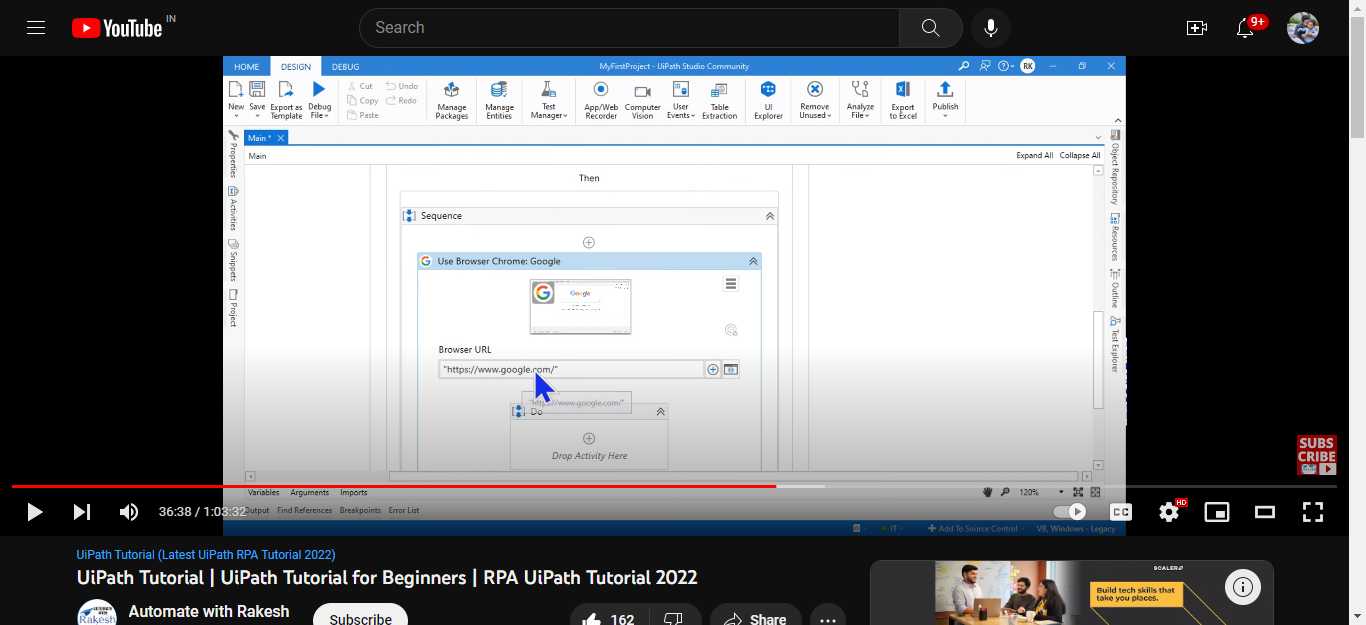 YouTube IN
Search
9+
HOME DESIGN DEBUG MyFirstProject - UiPath Studio Community RK
New Save Export as Template Debug File Cut Copy Paste Undo Redo Manage Packages Manage Entities Test Manager App/Web Recorder Computer Vision User Events Table Extraction UI Explorer Remove Unused Analyze File Export to Excel Publish
Main *
Main Expand All Collapse All
Properties
Activities
Snippets
Project
Object Repository
Resources
Outline
Test Explorer
Then
Sequence
Use Browser Chrome: Google
Google
Browser URL
"https://www.google.com/"
"https://www.google.com/"
Do
Drop Activity Here
SUBS
CRIBE
Variables Arguments Imports 120%
36:38 / 1:03:32
Output Find References Breakpoints Error List
CC HD
Add To Source Control VB, Windows - Legacy
UiPath Tutorial (Latest UiPath RPA Tutorial 2022)
UiPath Tutorial | UiPath Tutorial for Beginners | RPA UiPath Tutorial 2022
SCALER
Build tech skills that
take you places.
Automate with Rakesh
Rakesh
Subscribe
162
Share